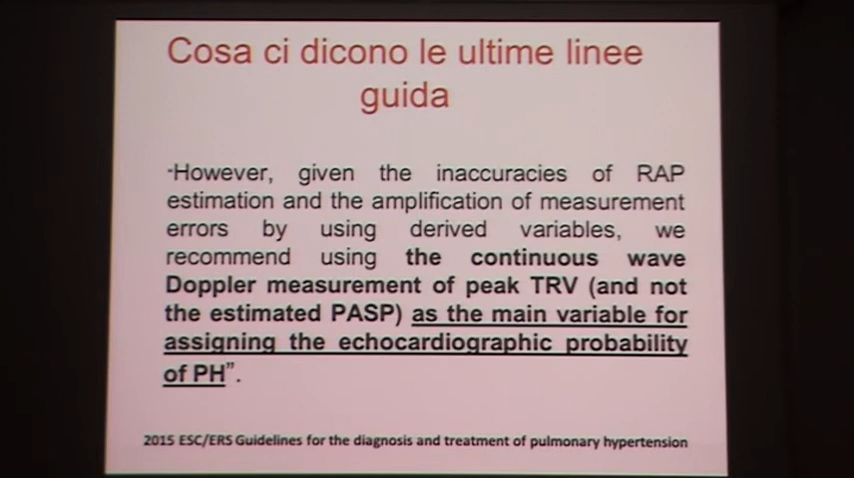 Cosa ci dicono le ultime linee
guida
"However, given the inaccuracies of RAP
estimation and the amplification of measurement
errors by using derived variables, we
recommend using the continuous wave
Doppler measurement of peak TRV (and not
the estimated PASP) as the main variable for
assigning the echocardiographic probability
of PH”.
2015 ESC/ERS Guidelines for the diagnosis and treatment of pulmonary hypertension